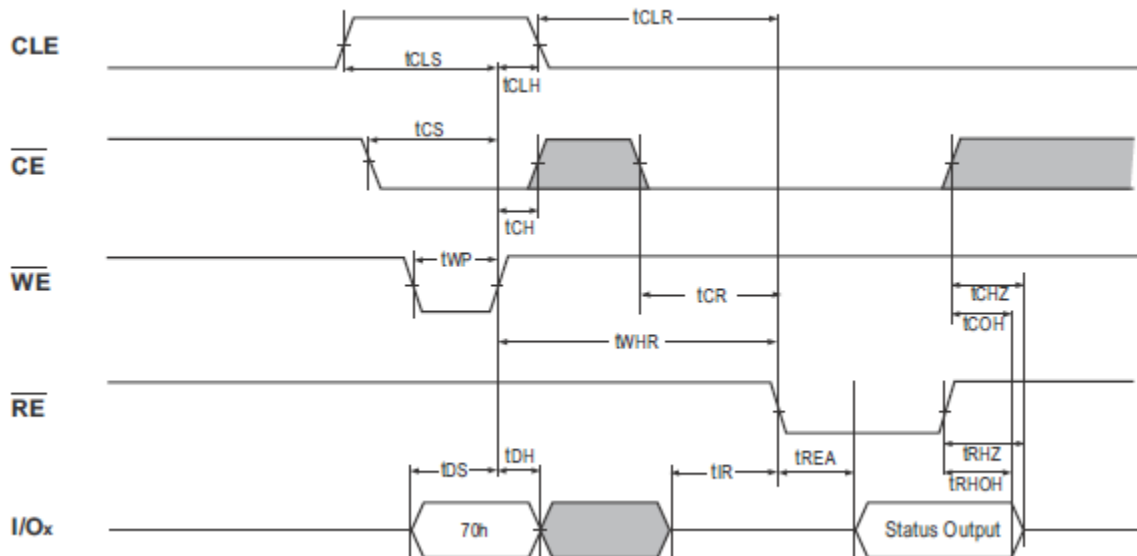 tCLR
CLE
tCLS
tCLH
tCS
CE
tCH
tWP
WE
tCR
tCHZ
tCOH
tWHR
RE
tDH
tDS
tIR
tREA
tRHZ
tRHOH
I/Ox
70h
Status Output